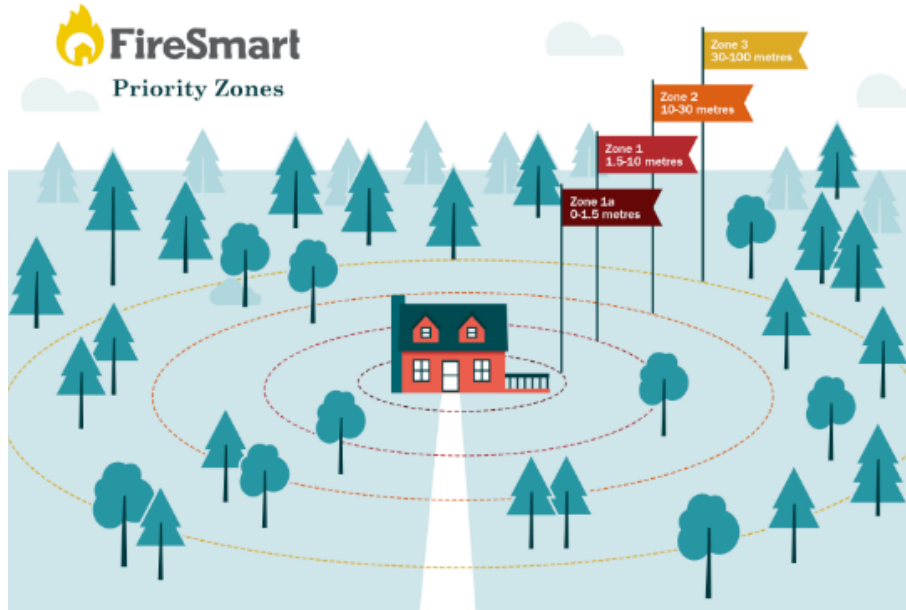 FireSmart
Priority Zones
Zone 3
30-100 metres
Zone 2
10-30 metres
Zone 1
1.5-10 metres
Zone 1a
0-1.5 metres